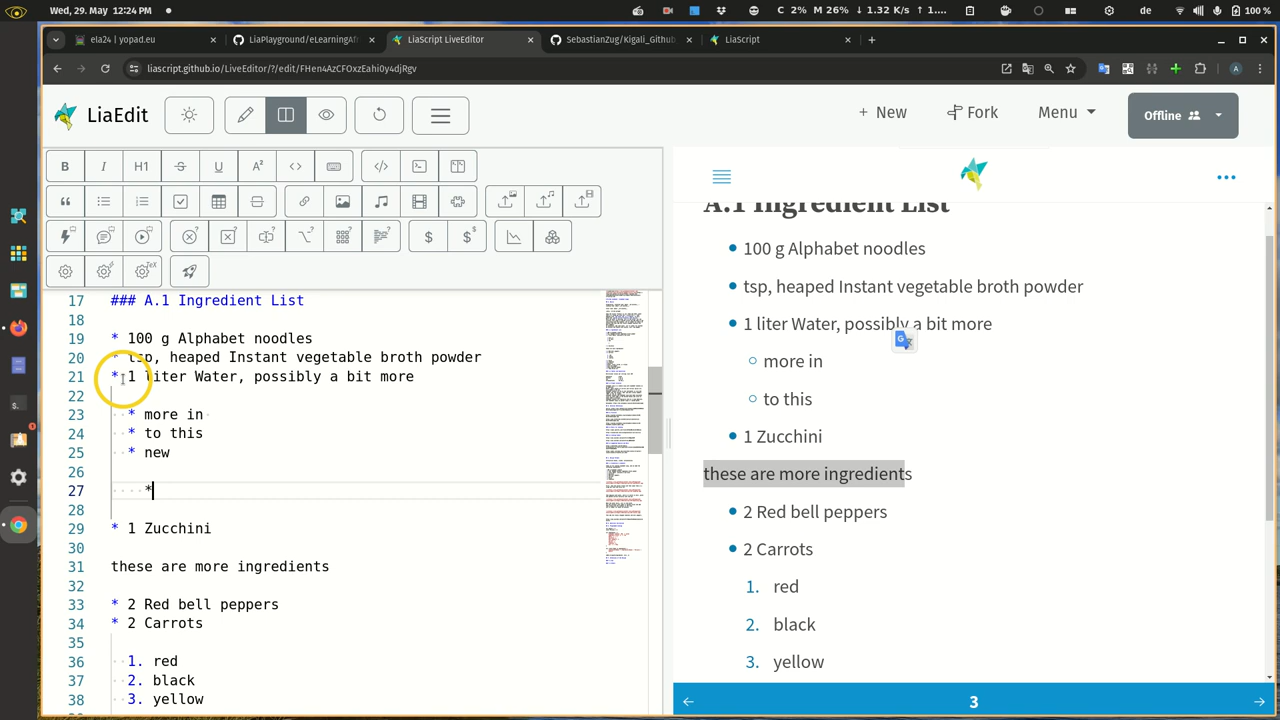 Wed, 29. May 12:24 PM
C 2% M 26% ↓ 1.32 K/s ↑ 1....
de
100 %
ela24 | yopad.eu
LiaPlayground/eLearningAfr
LiaScript LiveEditor
SebastianZug/Kigali_Github
LiaScript
liascript.github.io/LiveEditor/?/edit/FHen4AzCFOxzEahi0y4djRgv
A
LiaEdit
+ New
Fork
Menu
Offline
B I H1 S U A²
$ $
17 ### A.1 Ingredient List
18
19 * 100 g Alphabet noodles
20 * tsp, heaped Instant vegetable broth powder
21 * 1 liter Water, possibly a bit more
22
23 * more in
24 *
25 *
26
27 *
28 * 1 Zucchini
30
31 these are more ingredients
32
33 * 2 Red bell peppers
34 * 2 Carrots
35
36 1. red
37 2. black
38 3. yellow
A.1 Ingredient List
100 g Alphabet noodles
tsp, heaped Instant vegetable broth powder
1 liter Water, possibly a bit more
more in
to this
1 Zucchini
these are more ingredients
2 Red bell peppers
2 Carrots
1. red
2. black
3. yellow
← 3 →